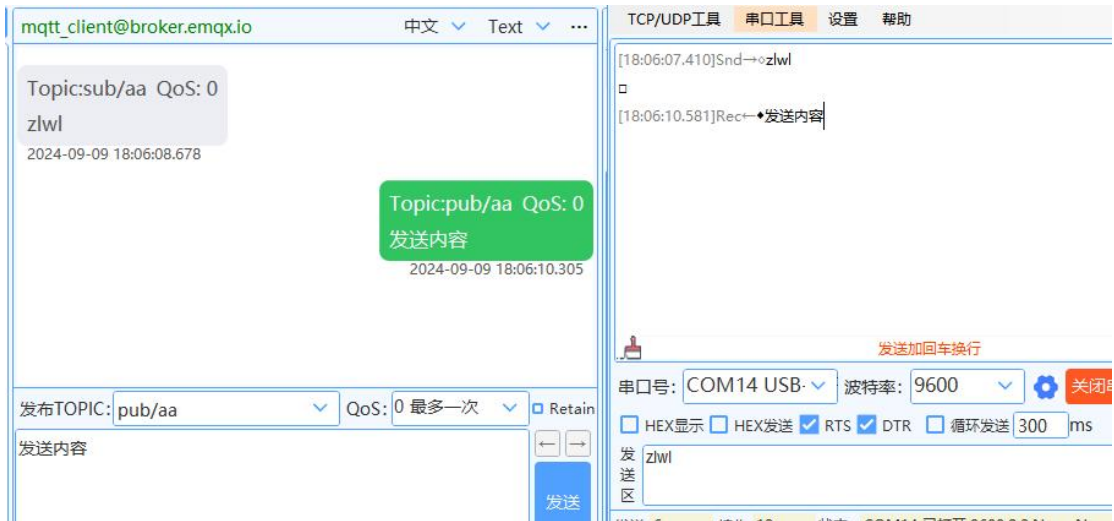 mqtt_client@broker.emqx.io 中文 Text ...
Topic:sub/aa QoS: 0
zlwl
2024-09-09 18:06:08.678
Topic:pub/aa QoS: 0
发送内容
2024-09-09 18:06:10.305
发布TOPIC: pub/aa QoS: 0 最多一次 Retain
发送内容
← →
发送
TCP/UDP工具 串口工具 设置 帮助
[18:06:07.410]Snd→◇zlwl
□
[18:06:10.581]Rec←◆发送内容
发送加回车换行
串口号: COM14 USB- 波特率: 9600 关闭
HEX显示 HEX发送 RTS DTR 循环发送 300 ms
发送区 zlwl